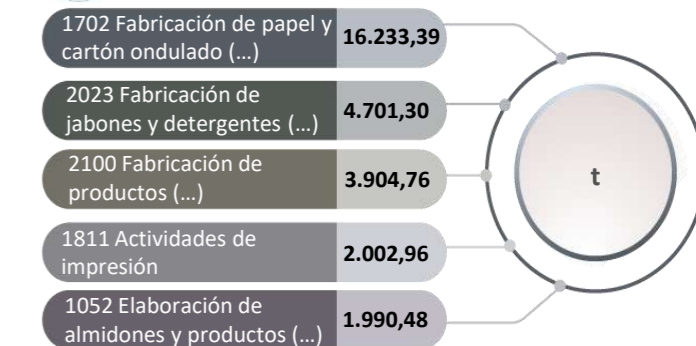 1702 Fabricación de papel y
cartón ondulado (...)
16.233,39
2023 Fabricación de
jabones y detergentes (...)
4.701,30
2100 Fabricación de
productos (...)
3.904,76
1811 Actividades de
impresión
2.002,96
1052 Elaboración de
almidones y productos (...)
1.990,48
t